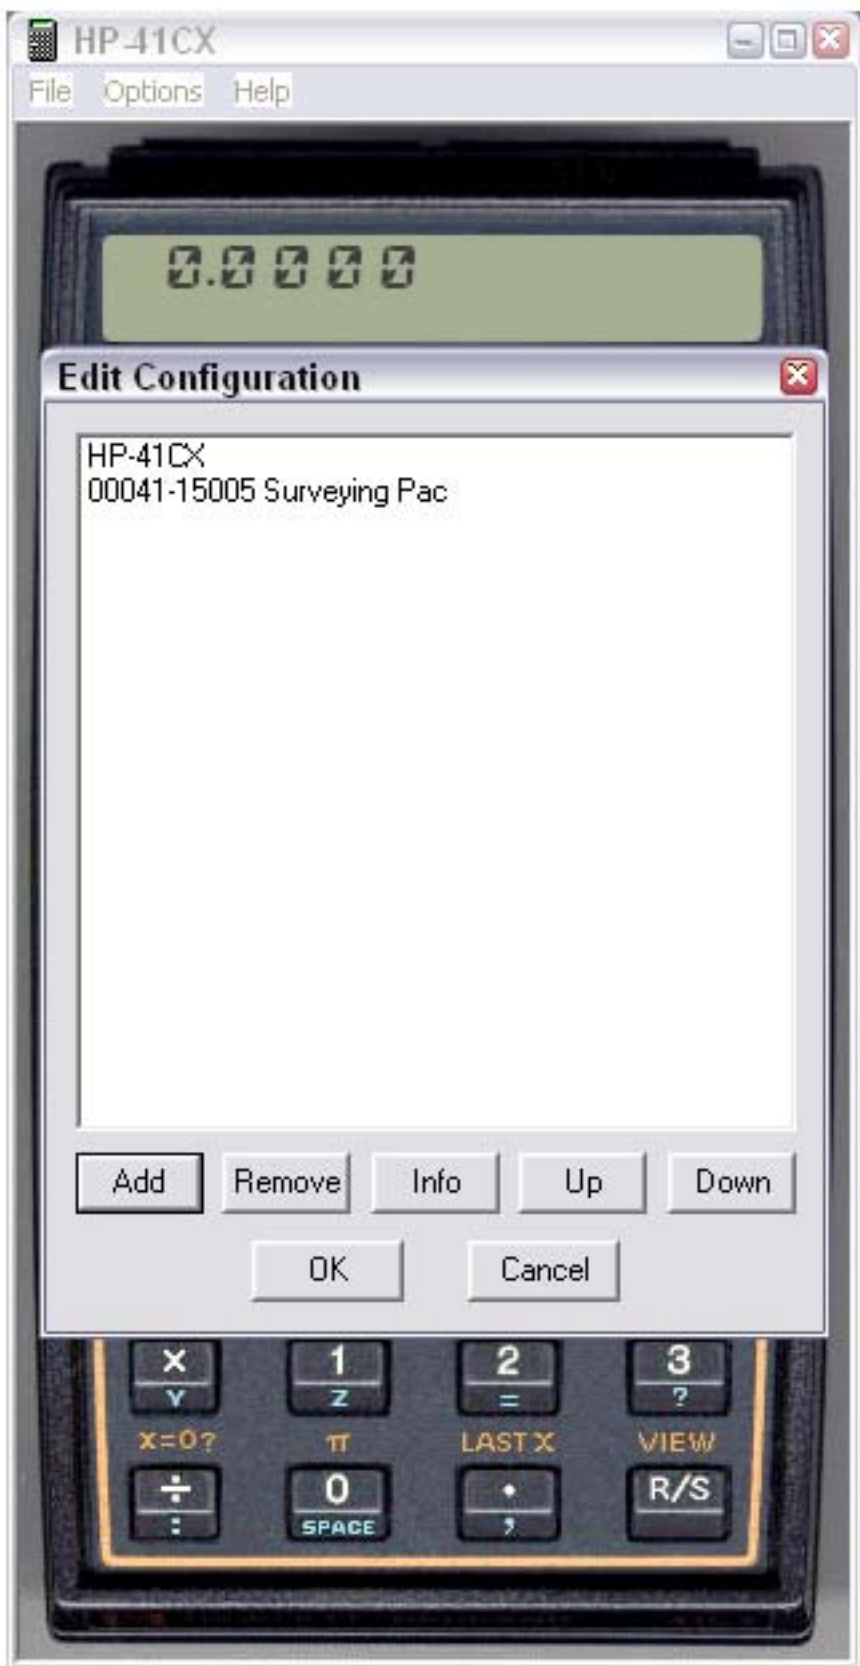 HP-41CX
File Options Help
0.0000
Edit Configuration
HP-41CX
00041-15005 Surveying Pac
Add Remove Info Up Down
OK Cancel
X 1 2 3
Y Z = ?
X=0? π LAST X VIEW
÷ 0 . R/S
: SPACE ,